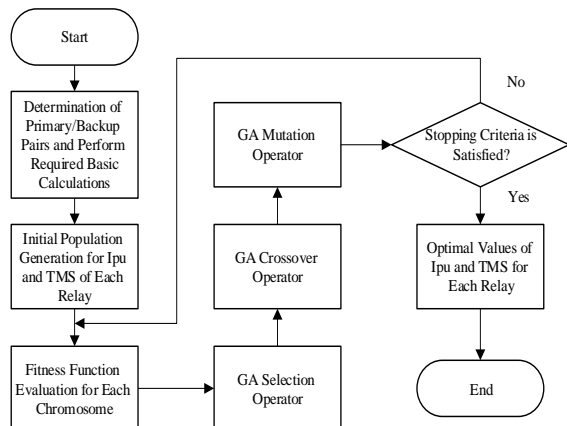 Start
Determination of
Primary/Backup
Pairs and Perform
Required Basic
Calculations
Initial Population
Generation for Ipu
and TMS of Each
Relay
Fitness Function
Evaluation for Each
Chromosome
GA Selection
Operator
GA Crossover
Operator
GA Mutation
Operator
Stopping Criteria is
Satisfied?
No
Yes
Optimal Values of
Ipu and TMS for
Each Relay
End